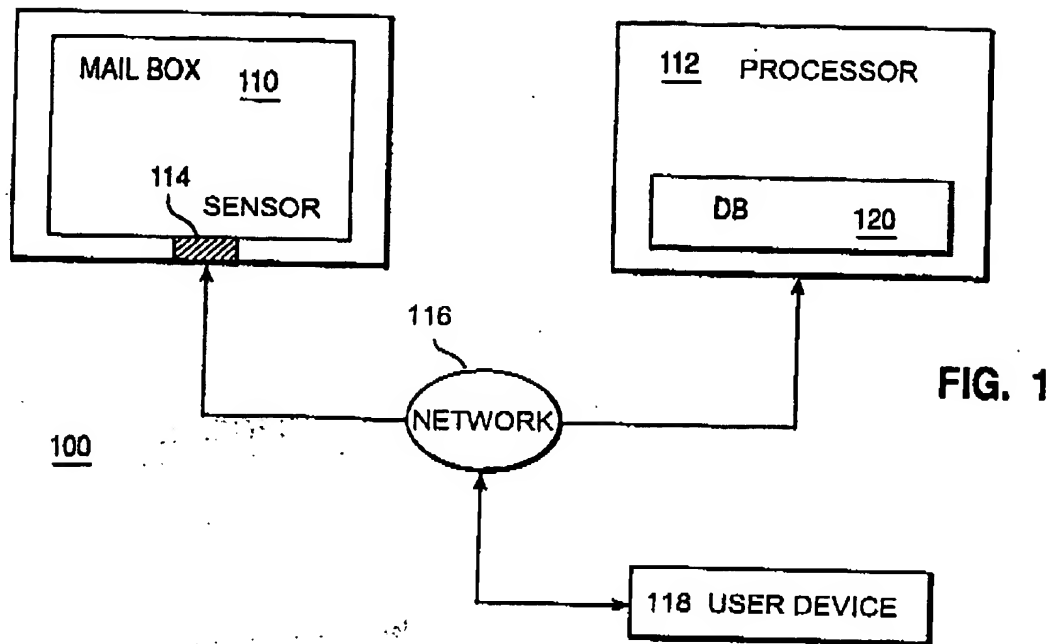 MAIL BOX 110
114
SENSOR
112 PROCESSOR
DB 120
116
NETWORK
FIG. 1
100
118 USER DEVICE